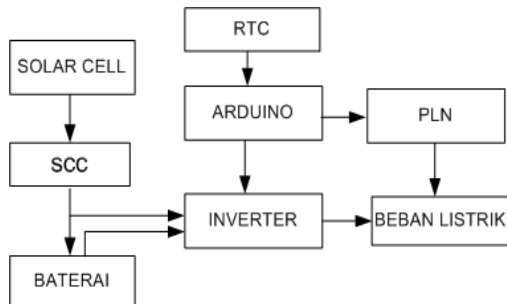 RTC
SOLAR CELL
ARDUINO
PLN
SCC
INVERTER
BEBAN LISTRIK
BATERAI